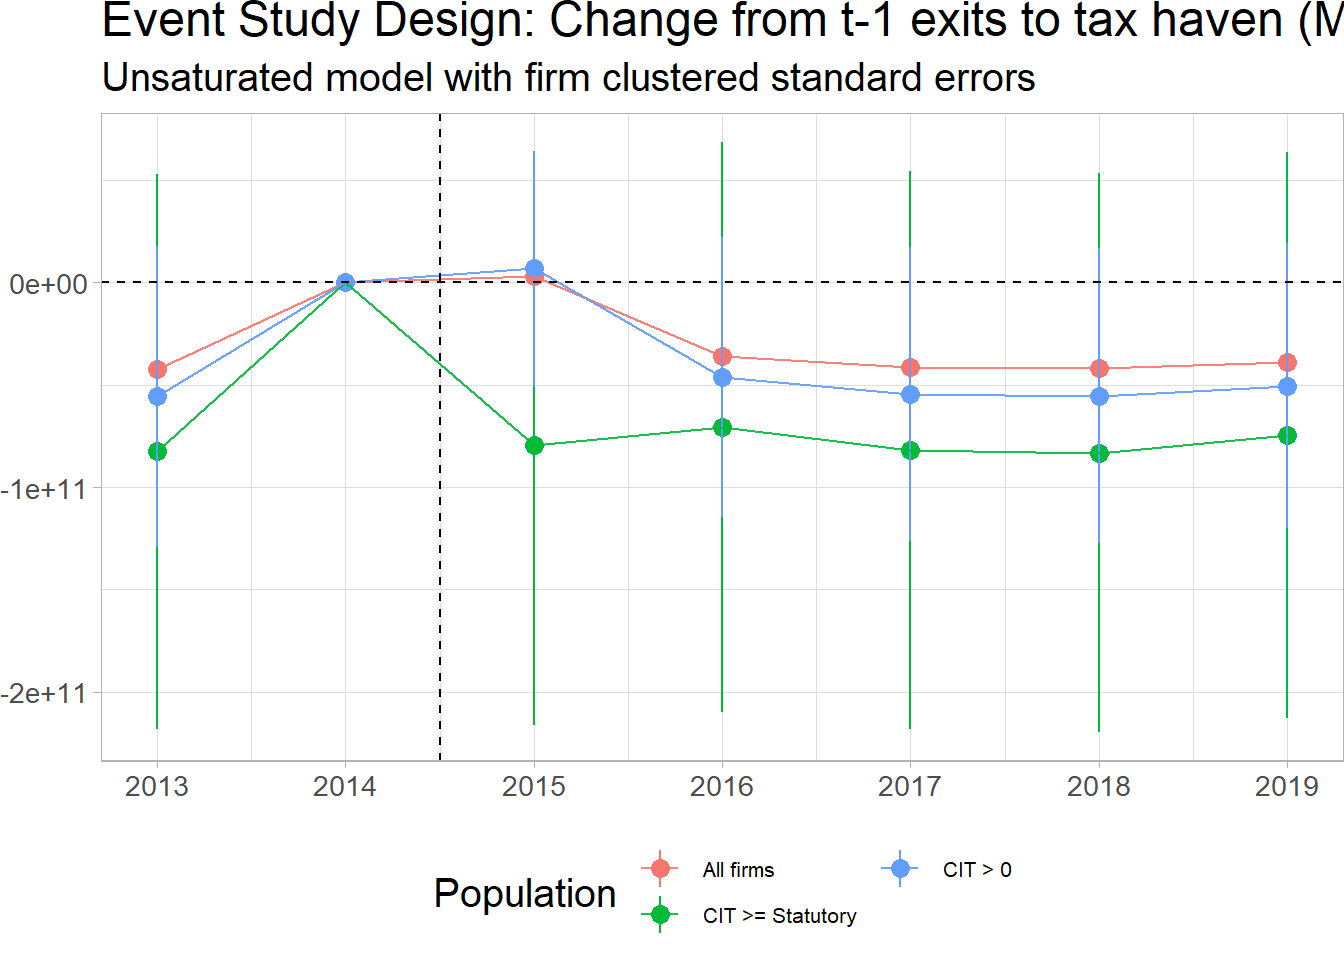 Event Study Design: Change from t-1 exits to tax haven (M
Unsaturated model with firm clustered standard errors
0e+00
-1e+11
-2e+11
2013 2014 2015 2016 2017 2018 2019
Population
All firms
CIT >= Statutory
CIT > 0